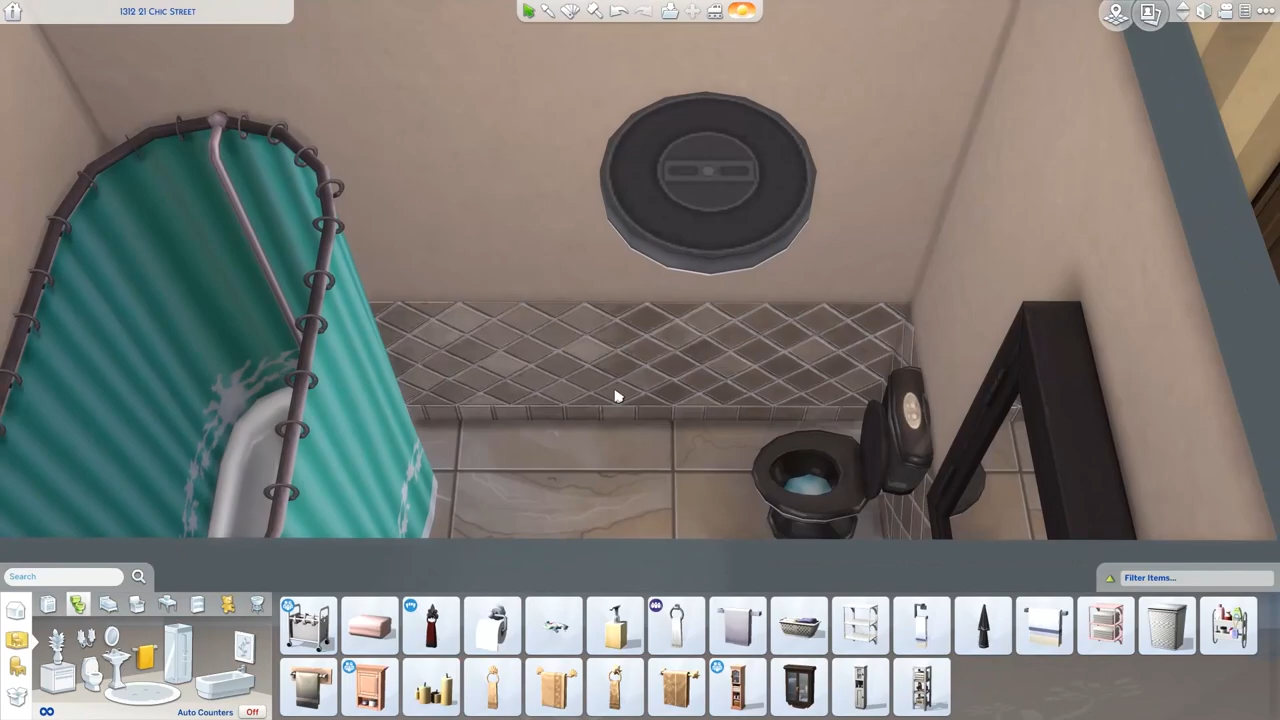 1312 21 CHIC STREET
Search
Filter Items...
Auto Counters Off